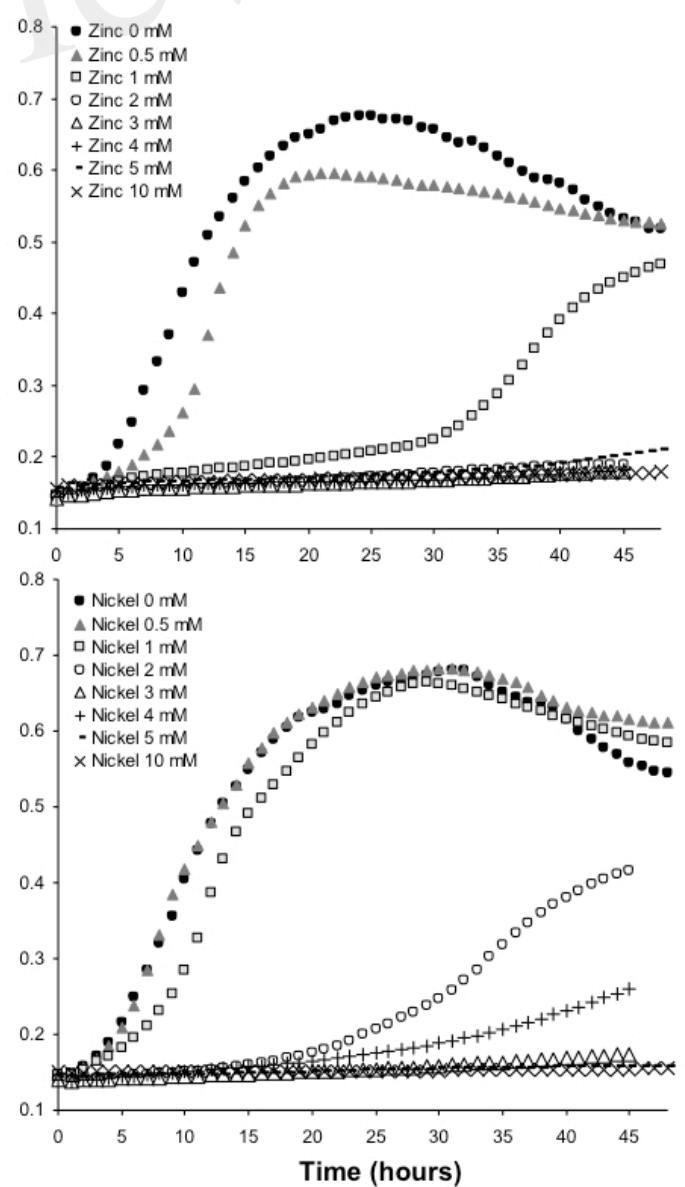 0.8
Zinc 0 mM
Zinc 0.5 mM
Zinc 1 mM
Zinc 2 mM
Zinc 3 mM
Zinc 4 mM
Zinc 5 mM
Zinc 10 mM
0.7
0.6
0.5
0.4
0.3
0.2
0.1
0 5 10 15 20 25 30 35 40 45
0.8
Nickel 0 mM
Nickel 0.5 mM
Nickel 1 mM
Nickel 2 mM
Nickel 3 mM
Nickel 4 mM
Nickel 5 mM
Nickel 10 mM
0.7
0.6
0.5
0.4
0.3
0.2
0.1
0 5 10 15 20 25 30 35 40 45
Time (hours)